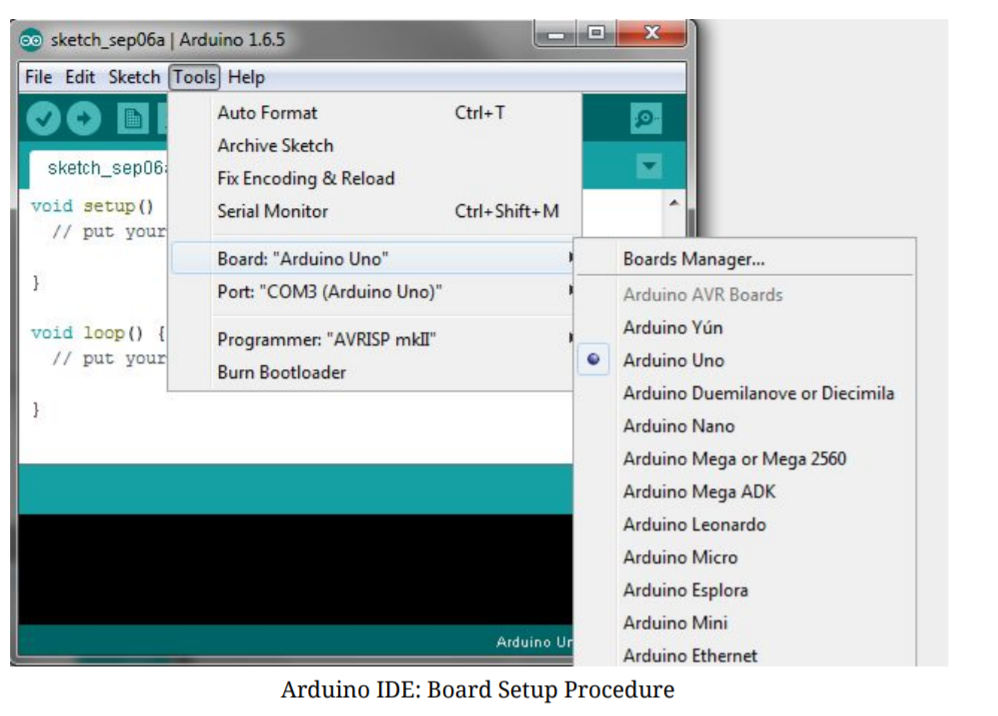 sketch_sep06a | Arduino 1.6.5
File Edit Sketch Tools Help
Auto Format Ctrl+T
Archive Sketch
Fix Encoding & Reload
Serial Monitor Ctrl+Shift+M
Board: "Arduino Uno"
Port: "COM3 (Arduino Uno)"
Programmer: "AVRISP mkII"
Burn Bootloader
Boards Manager...
Arduino AVR Boards
Arduino Yún
Arduino Uno
Arduino Duemilanove or Diecimila
Arduino Nano
Arduino Mega or Mega 2560
Arduino Mega ADK
Arduino Leonardo
Arduino Micro
Arduino Esplora
Arduino Mini
Arduino Ethernet
sketch_sep06
void setup()
// put your
}
void loop() {
// put your
}
Arduino Un
Arduino IDE: Board Setup Procedure